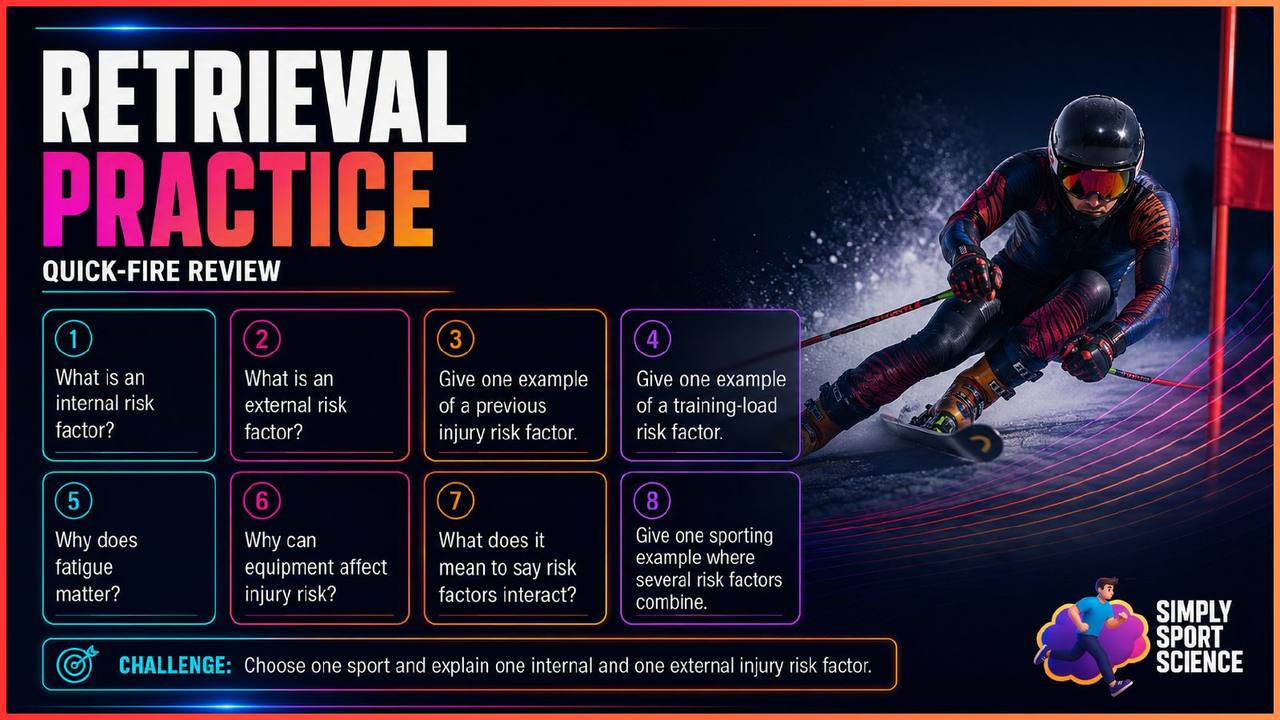 RETRIEVAL
PRACTICE
QUICK-FIRE REVIEW
1
What is an
internal risk
factor?
2
What is an
external risk
factor?
3
Give one example
of a previous
injury risk factor.
4
Give one example
of a training-load
risk factor.
5
Why does
fatigue
matter?
6
Why can
equipment affect
injury risk?
7
What does it
mean to say risk
factors interact?
8
Give one sporting
example where
several risk factors
combine.
CHALLENGE: Choose one sport and explain one internal and one external injury risk factor.
SIMPLY
SPORT
SCIENCE